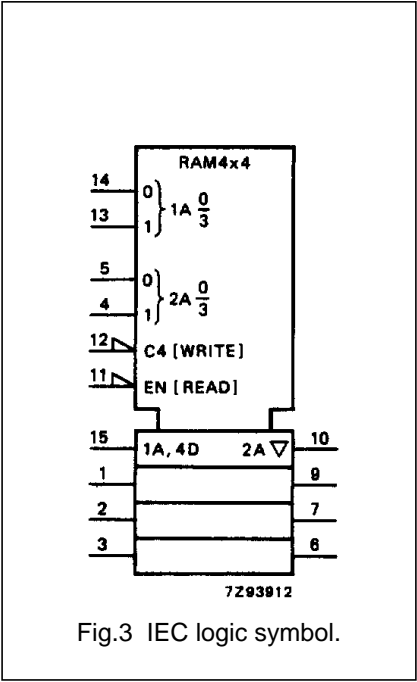 RAM4x4
14 0
1A 0/3
13 1
5 0
2A 0/3
4 1
12 C4 [WRITE]
11 EN [READ]
15 1A, 4D 2A ▽ 10
1 9
2 7
3 6
7Z93912
Fig.3 IEC logic symbol.